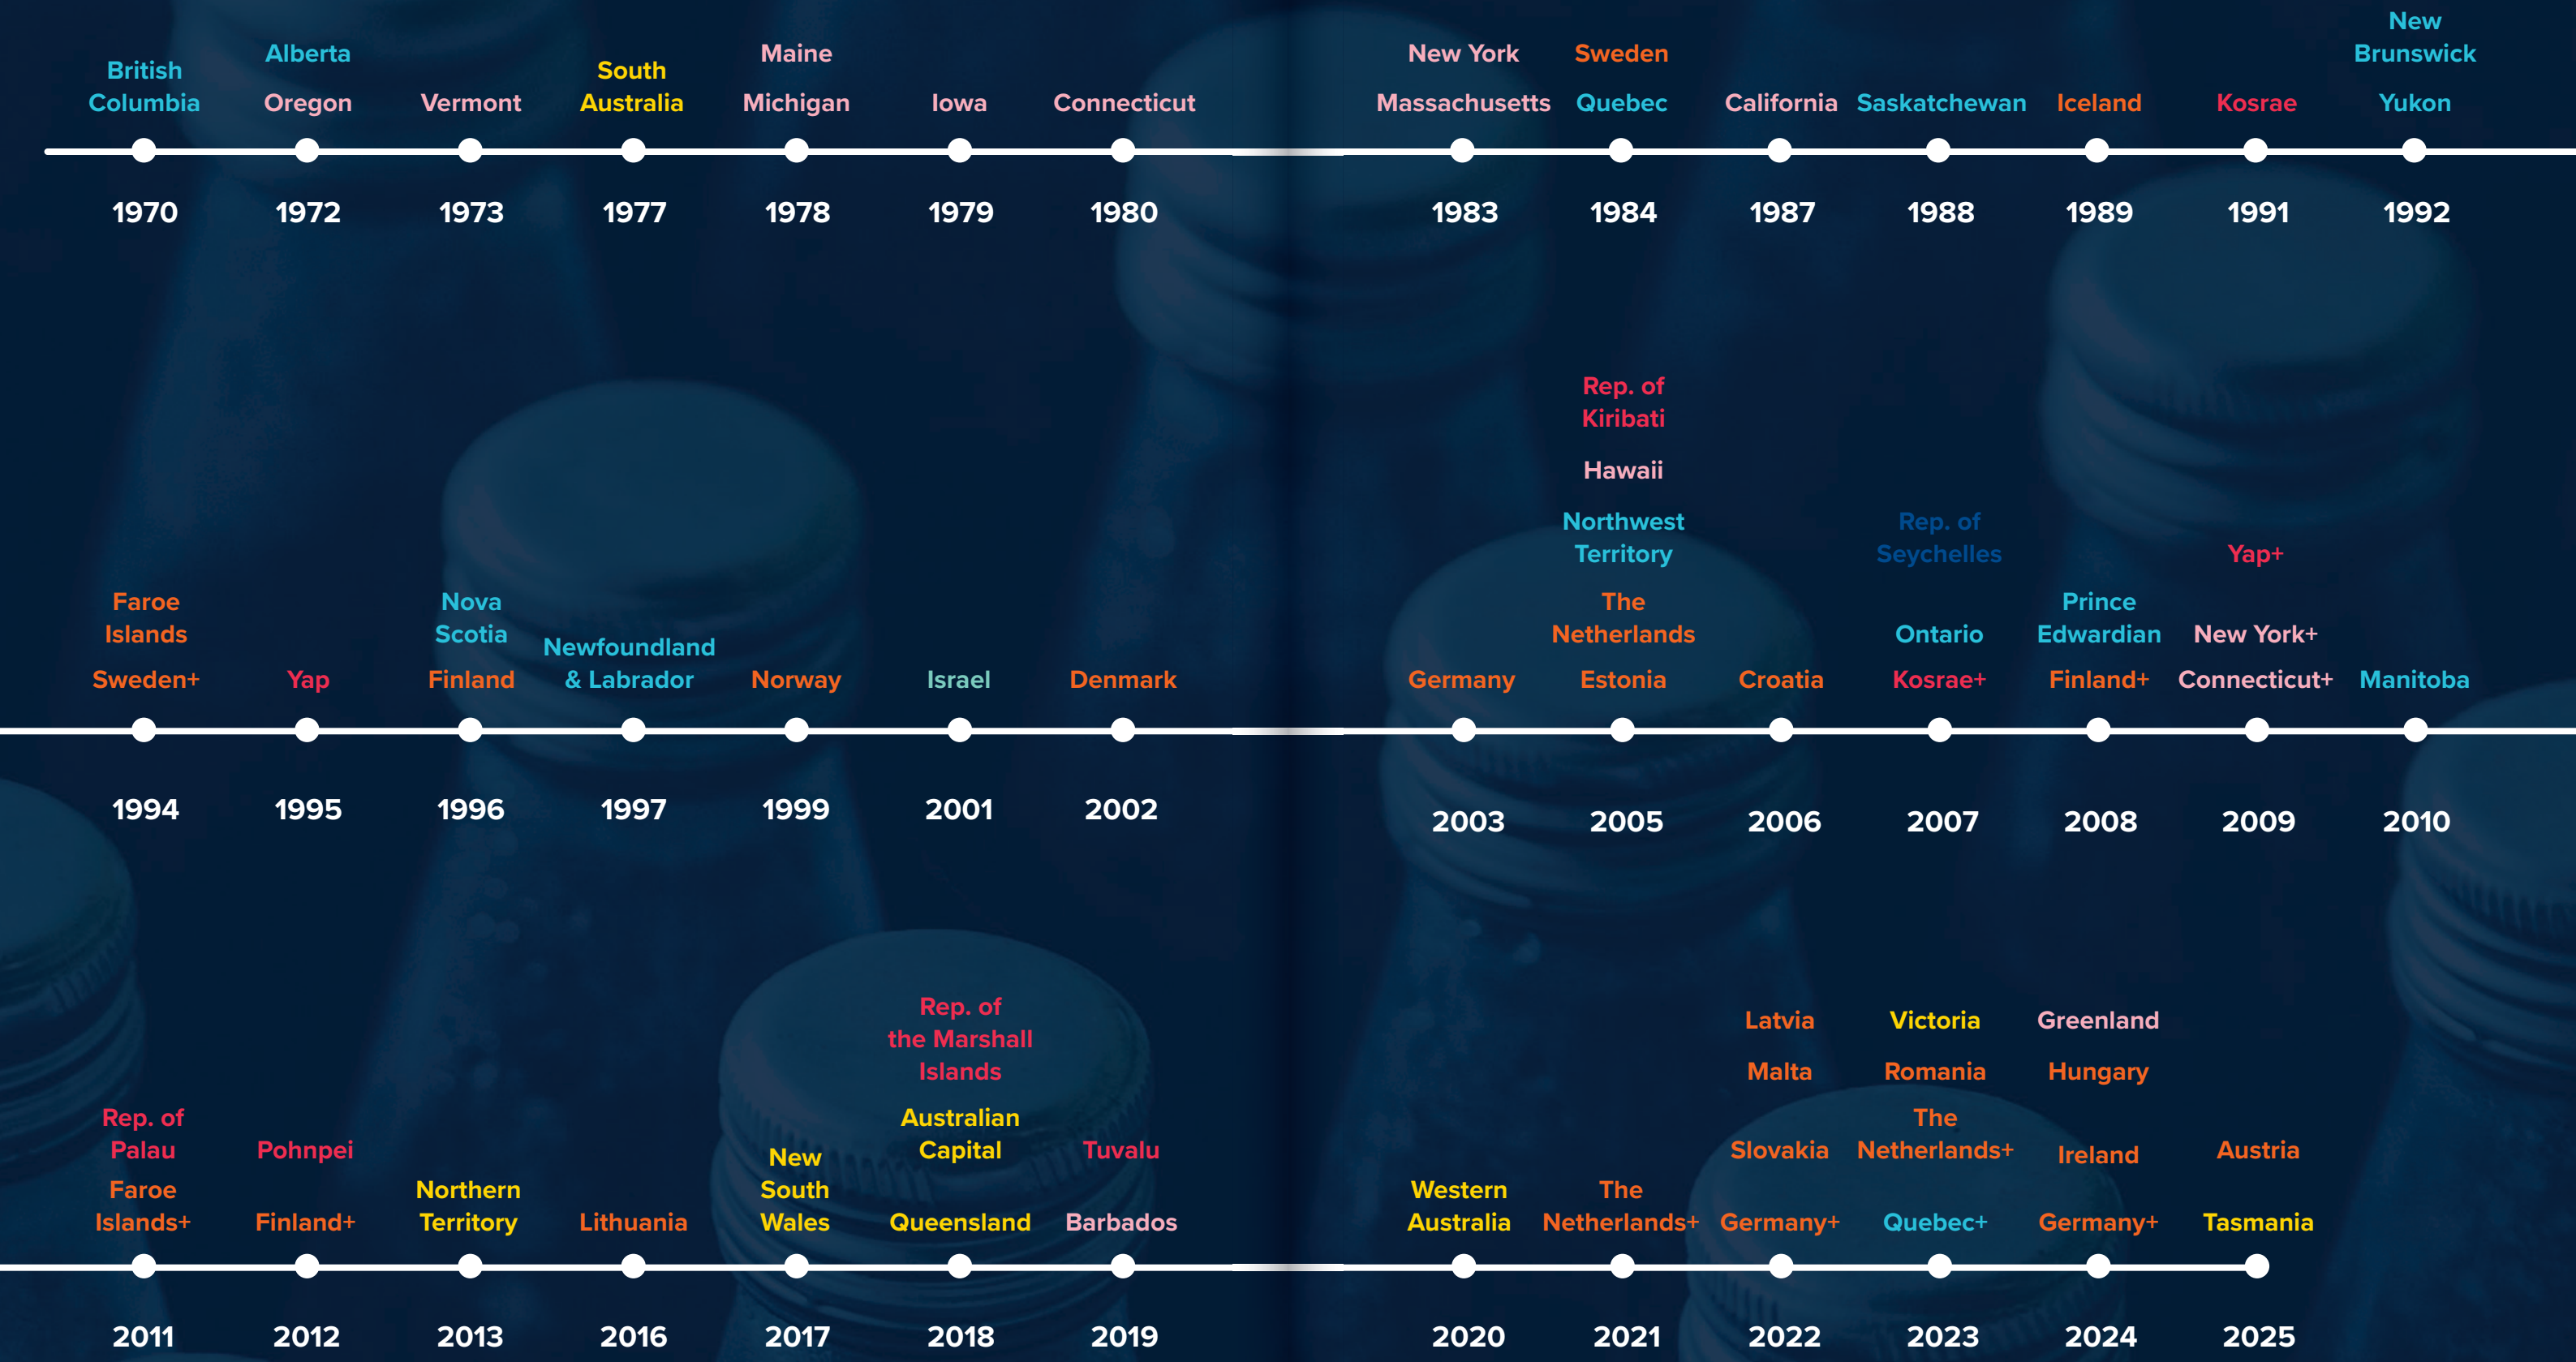 British
Columbia
1970
Alberta
Oregon
1972
Vermont
1973
South
Australia
1977
Maine
Michigan
1978
Iowa
1979
Connecticut
1980
New York
Massachusetts
1983
Sweden
Quebec
1984
California
1987
Saskatchewan
1988
Iceland
1989
Kosrae
1991
New
Brunswick
Yukon
1992
Faroe
Islands
Sweden+
1994
Yap
1995
Nova
Scotia
Finland
1996
Newfoundland
& Labrador
1997
Norway
1999
Israel
2001
Denmark
2002
Germany
2003
Rep. of
Kiribati
Hawaii
Northwest
Territory
The
Netherlands
Estonia
2005
Croatia
2006
Rep. of
Seychelles
Ontario
Kosrae+
2007
Prince
Edwardian
Finland+
2008
Yap+
New York+
Connecticut+
2009
Manitoba
2010
Rep. of
Palau
Faroe
Islands+
2011
Pohnpei
Finland+
2012
Northern
Territory
2013
Lithuania
2016
New
South
Wales
2017
Rep. of
the Marshall
Islands
Australian
Capital
Queensland
2018
Tuvalu
Barbados
2019
Western
Australia
2020
The
Netherlands+
2021
Latvia
Malta
Slovakia
Germany+
2022
Victoria
Romania
The
Netherlands+
Quebec+
2023
Greenland
Hungary
Ireland
Germany+
2024
Austria
Tasmania
2025